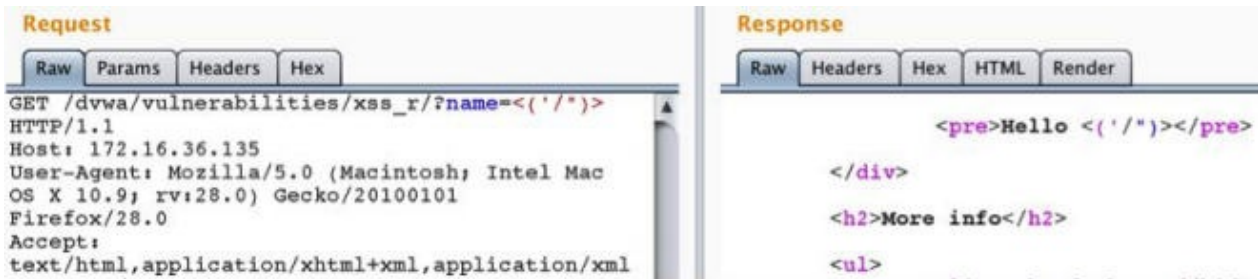 Request
Raw Params Headers Hex
GET /dvwa/vulnerabilities/xss_r/?name=<('/")>
HTTP/1.1
Host: 172.16.36.135
User-Agent: Mozilla/5.0 (Macintosh; Intel Mac
OS X 10.9; rv:28.0) Gecko/20100101
Firefox/28.0
Accept:
text/html,application/xhtml+xml,application/xml
Response
Raw Headers Hex HTML Render
<pre>Hello <('/")></pre>
</div>
<h2>More info</h2>
<ul>